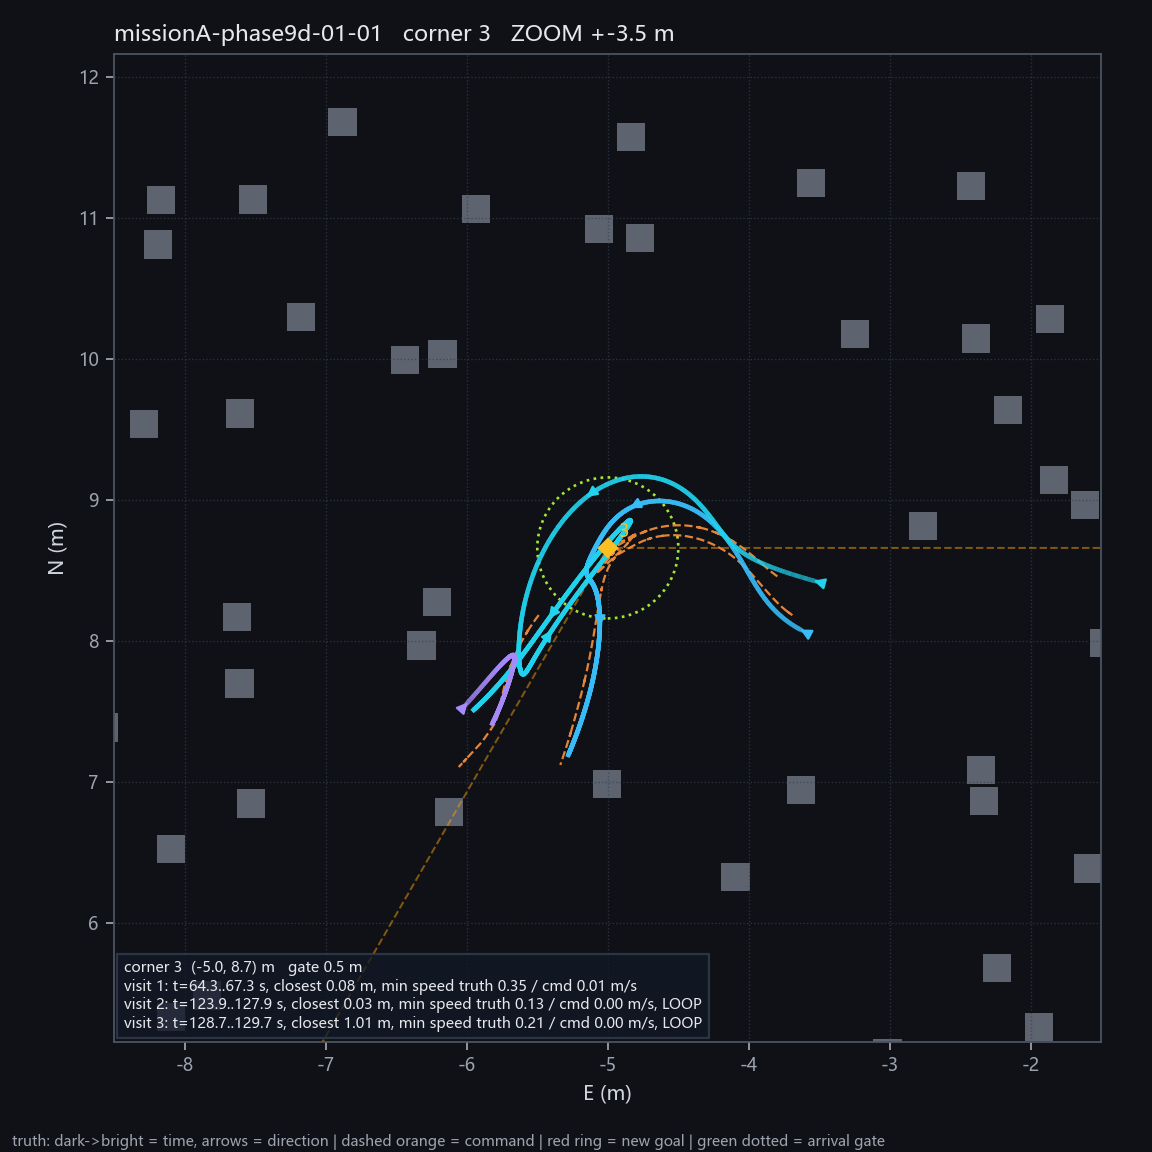 missionA-phase9d-01-01   corner 3   ZOOM +-3.5 m
12
11
10
9
8
7
6
N (m)
3
corner 3  (-5.0, 8.7) m   gate 0.5 m
visit 1: t=64.3..67.3 s, closest 0.08 m, min speed truth 0.35 / cmd 0.01 m/s
visit 2: t=123.9..127.9 s, closest 0.03 m, min speed truth 0.13 / cmd 0.00 m/s, LOOP
visit 3: t=128.7..129.7 s, closest 1.01 m, min speed truth 0.21 / cmd 0.00 m/s, LOOP
-8 -7 -6 -5 -4 -3 -2
E (m)
truth: dark->bright = time, arrows = direction | dashed orange = command | red ring = new goal | green dotted = arrival gate